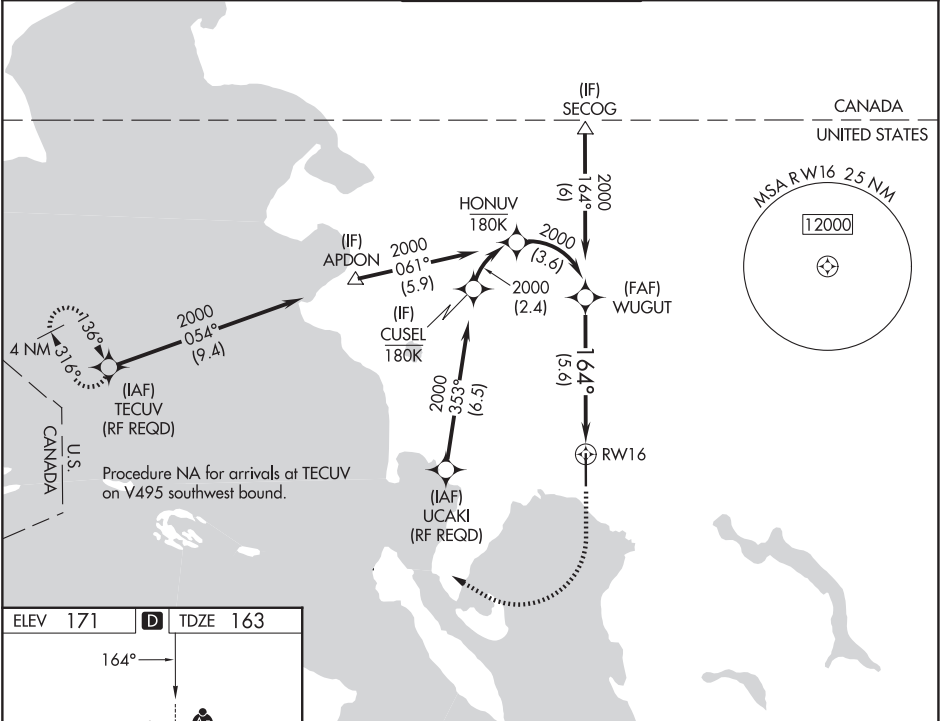 (IF)
SECOG
CANADA
UNITED STATES
MSA RW16 25 NM
12000
2000
164°
(6)
HONUV
180K
2000
(3.6)
(IF)
APDON
2000
061°
(5.9)
2000
(2.4)
(FAF)
WUGUT
(IF)
CUSEL
180K
2000
054°
(9.4)
4 NM
136°
316°
(IAF)
TECUV
(RF REQD)
2000
353°
(6.5)
164°
(5.6)
RW16
U.S.
CANADA
Procedure NA for arrivals at TECUV
on V495 southwest bound.
(IAF)
UCAKI
(RF REQD)
ELEV 171 D TDZE 163
164°